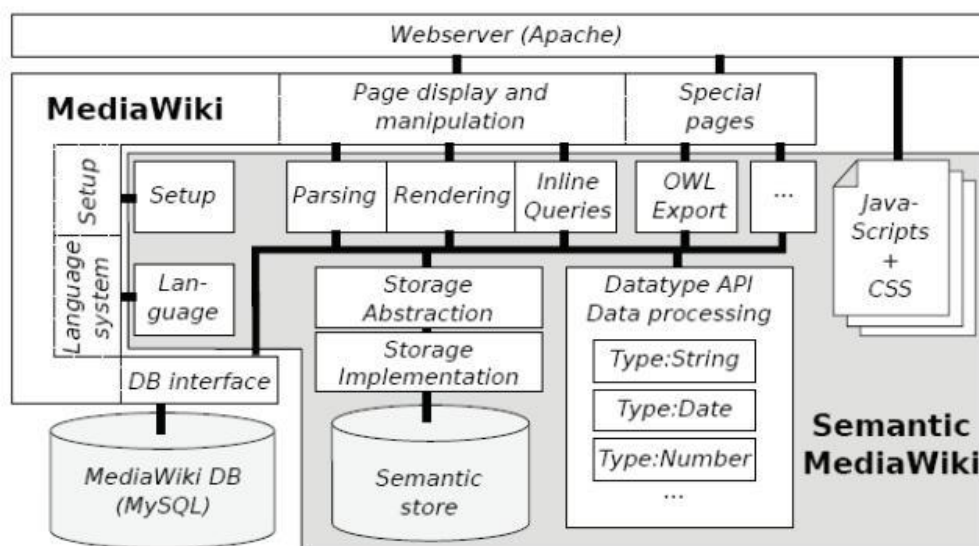 Webserver (Apache)
MediaWiki
Page display and
manipulation
Special
pages
Setup
Setup
Parsing
Rendering
Inline
Queries
OWL
Export
...
Java-
Scripts
+
CSS
Language
system
Lan-
guage
Storage
Abstraction
Storage
Implementation
Datatype API
Data processing
Type:String
Type:Date
Type:Number
...
DB interface
MediaWiki DB
(MySQL)
Semantic
store
Semantic
MediaWiki